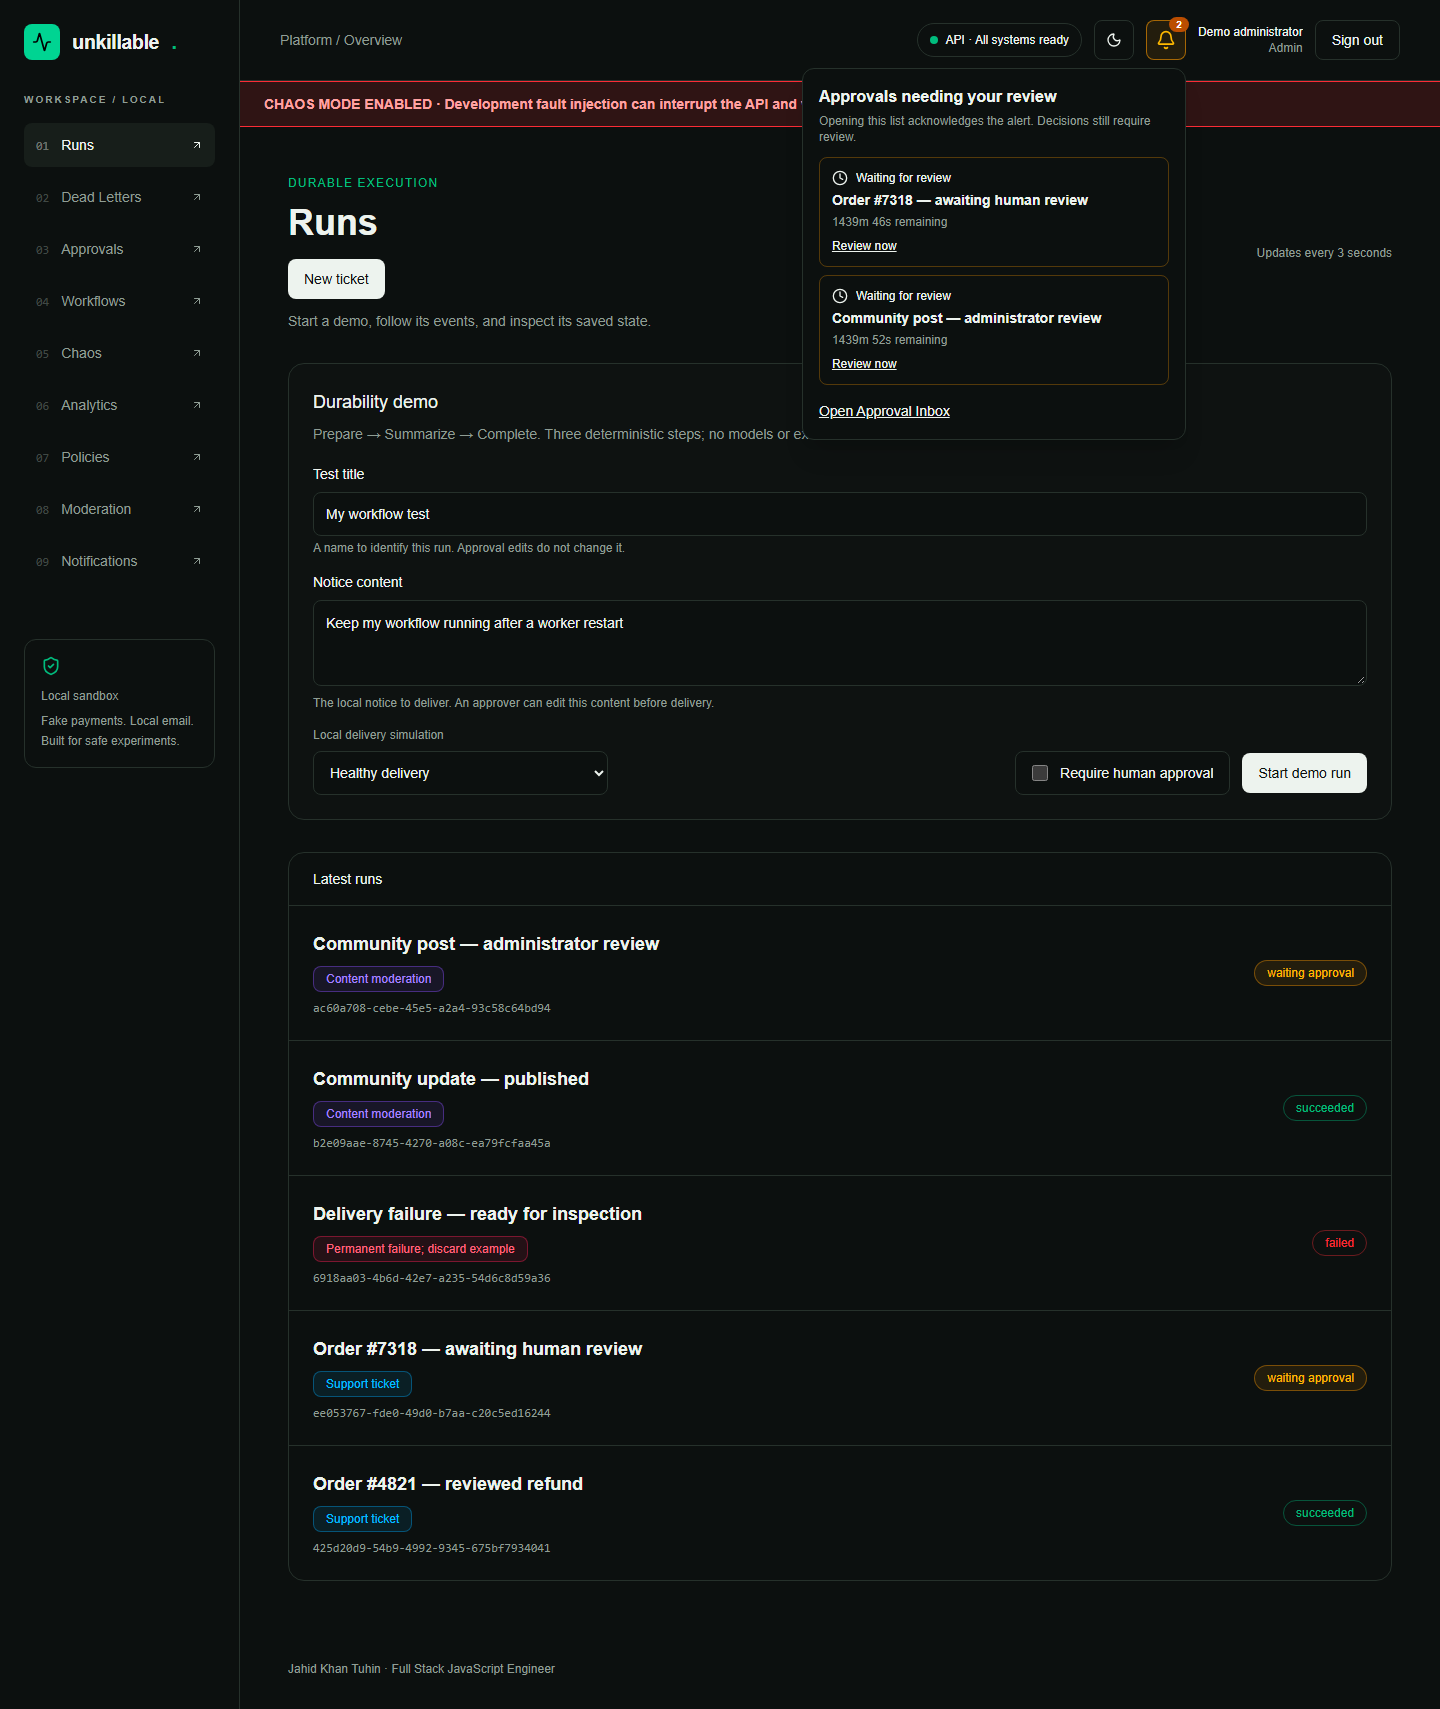 unkillable.
WORKSPACE / LOCAL
01 Runs
02 Dead Letters
03 Approvals
04 Workflows
05 Chaos
06 Analytics
07 Policies
08 Moderation
09 Notifications
Local sandbox
Fake payments. Local email.
Built for safe experiments.
Platform / Overview
API · All systems ready
2
Demo administrator
Admin
Sign out
CHAOS MODE ENABLED · Development fault injection can interrupt the API and
Approvals needing your review
Opening this list acknowledges the alert. Decisions still require
review.
Waiting for review
Order #7318 — awaiting human review
1439m 46s remaining
Review now
Waiting for review
Community post — administrator review
1439m 52s remaining
Review now
Open Approval Inbox
DURABLE EXECUTION
Runs
New ticket
Start a demo, follow its events, and inspect its saved state.
Updates every 3 seconds
Durability demo
Prepare → Summarize → Complete. Three deterministic steps; no models or
Test title
My workflow test
A name to identify this run. Approval edits do not change it.
Notice content
Keep my workflow running after a worker restart
The local notice to deliver. An approver can edit this content before delivery.
Local delivery simulation
Healthy delivery
Require human approval
Start demo run
Latest runs
Community post — administrator review
Content moderation
ac60a708-cebe-45e5-a2a4-93c58c64bd94
waiting approval
Community update — published
Content moderation
b2e09aae-8745-4270-a08c-ea79fcfaa45a
succeeded
Delivery failure — ready for inspection
Permanent failure; discard example
6918aa03-4b6d-42e7-a235-54d6c8d59a36
failed
Order #7318 — awaiting human review
Support ticket
ee053767-fde0-49d0-b7aa-c20c5ed16244
waiting approval
Order #4821 — reviewed refund
Support ticket
425d20d9-54b9-4992-9345-675bf7934041
succeeded
Jahid Khan Tuhin · Full Stack JavaScript Engineer